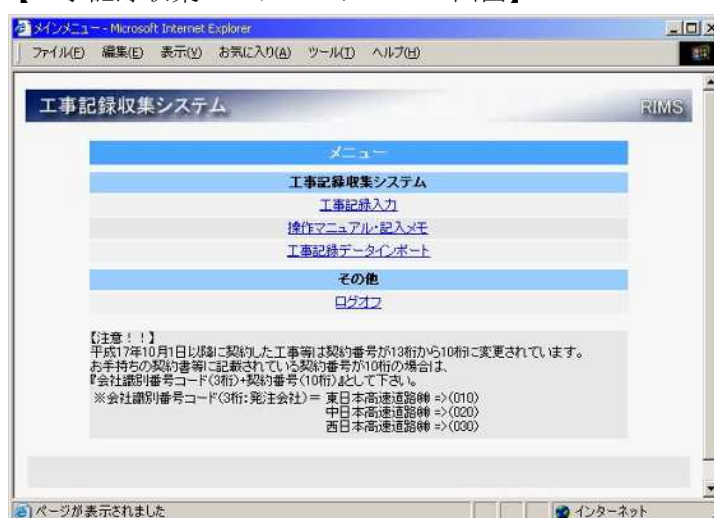 メインメニュー - Microsoft Internet Explorer
ファイル(F) 編集(E) 表示(V) お気に入り(A) ツール(T) ヘルプ(H)
工事記録収集システム RIMS
メニュー
工事記録収集システム
工事記録入力
操作マニュアル・記入メモ
工事記録データインポート
その他
ログオフ
【注意！！】
平成17年10月1日以降に契約した工事等は契約番号が13桁から10桁に変更されています。
お手持ちの契約書等に記載されている契約番号が10桁の場合は、
『会社識別番号コード(3桁)+契約番号(10桁)』として下さい。
※会社識別番号コード(3桁:発注会社)＝ 東日本高速道路㈱ =>(010)
中日本高速道路㈱ =>(020)
西日本高速道路㈱ =>(030)
ページが表示されました インターネット